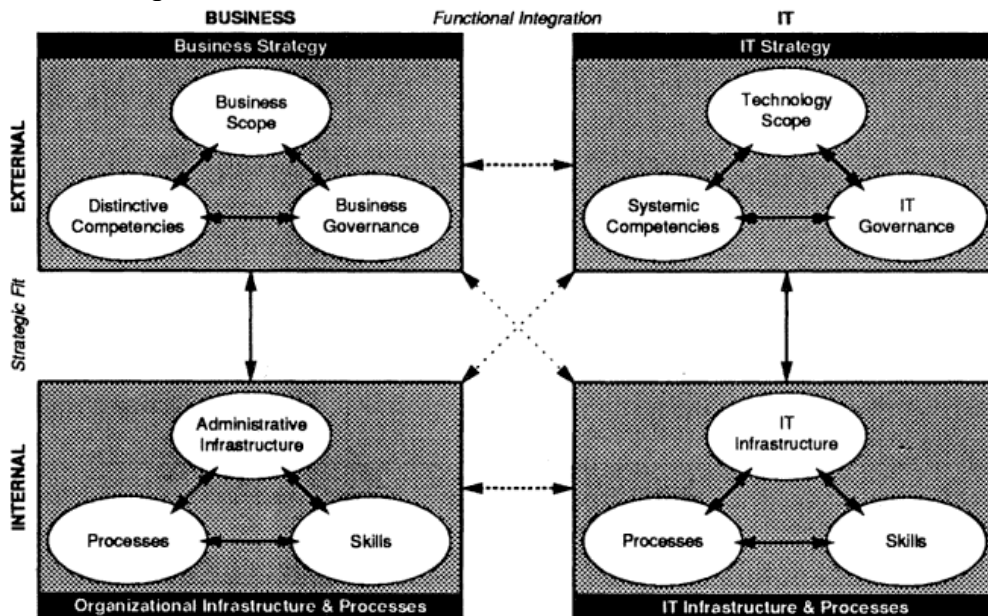 BUSINESS
Functional Integration
IT
Business Strategy
IT Strategy
EXTERNAL
Business
Scope
Distinctive
Competencies
Business
Governance
Technology
Scope
Systemic
Competencies
IT
Governance
Strategic Fit
INTERNAL
Administrative
Infrastructure
Processes
Skills
IT
Infrastructure
Processes
Skills
Organizational Infrastructure & Processes
IT Infrastructure & Processes